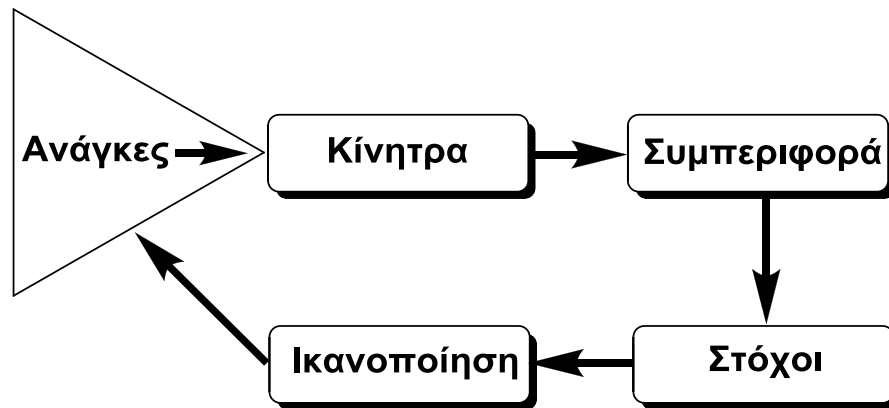 Ανάγκες
Κίνητρα
Συμπεριφορά
Στόχοι
Ικανοποίηση